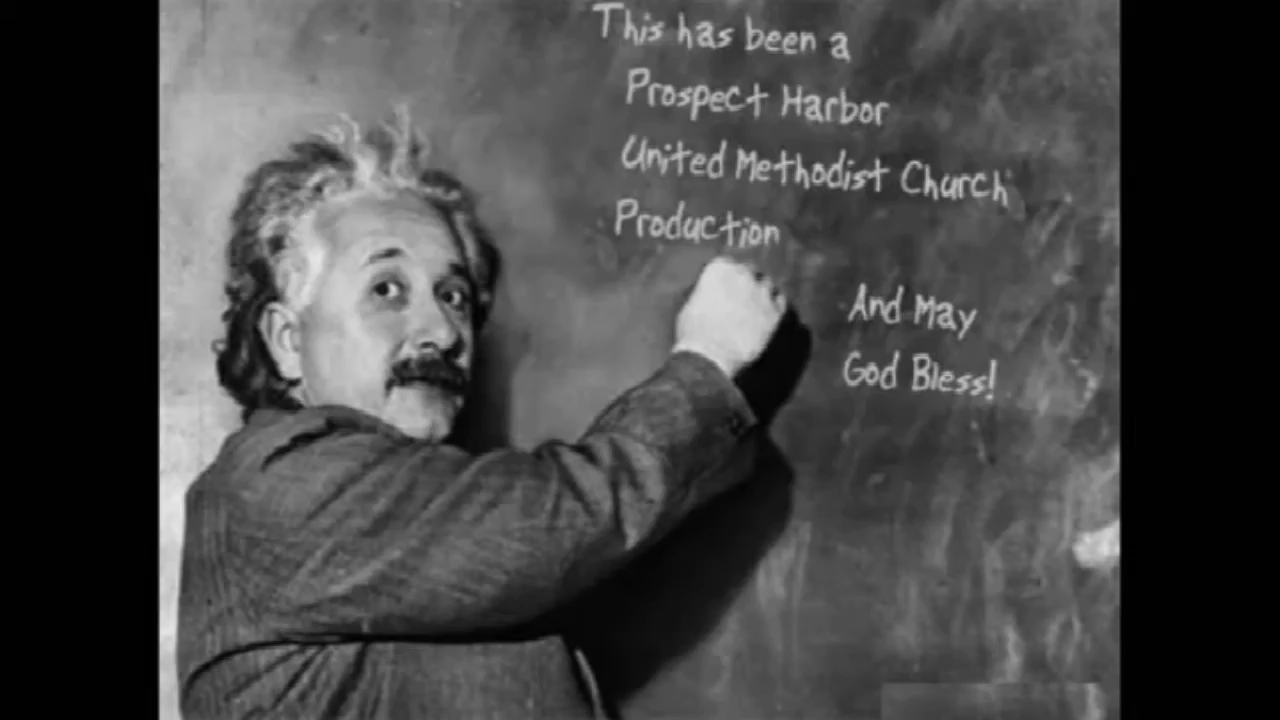 This has been a
Prospect Harbor
United Methodist Church
Production
And May
God Bless!